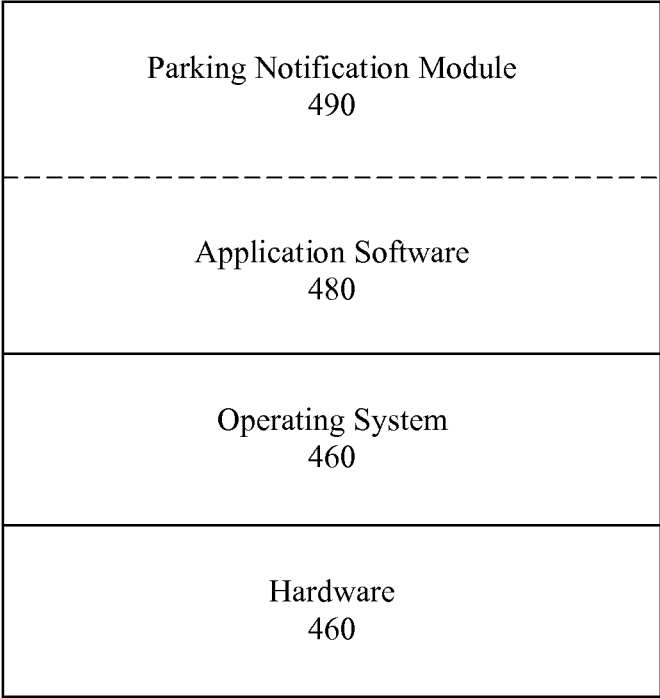 Parking Notification Module
490
Application Software
480
Operating System
460
Hardware
460